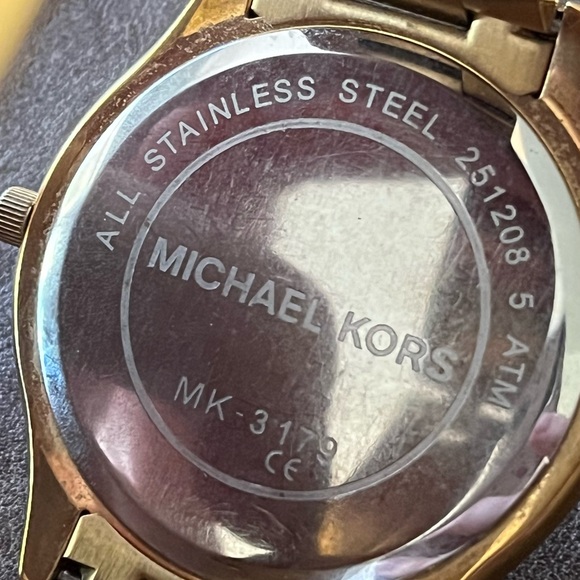 ALL STAINLESS STEEL 251208 5 ATM
MICHAEL KORS
MK-3179
CE